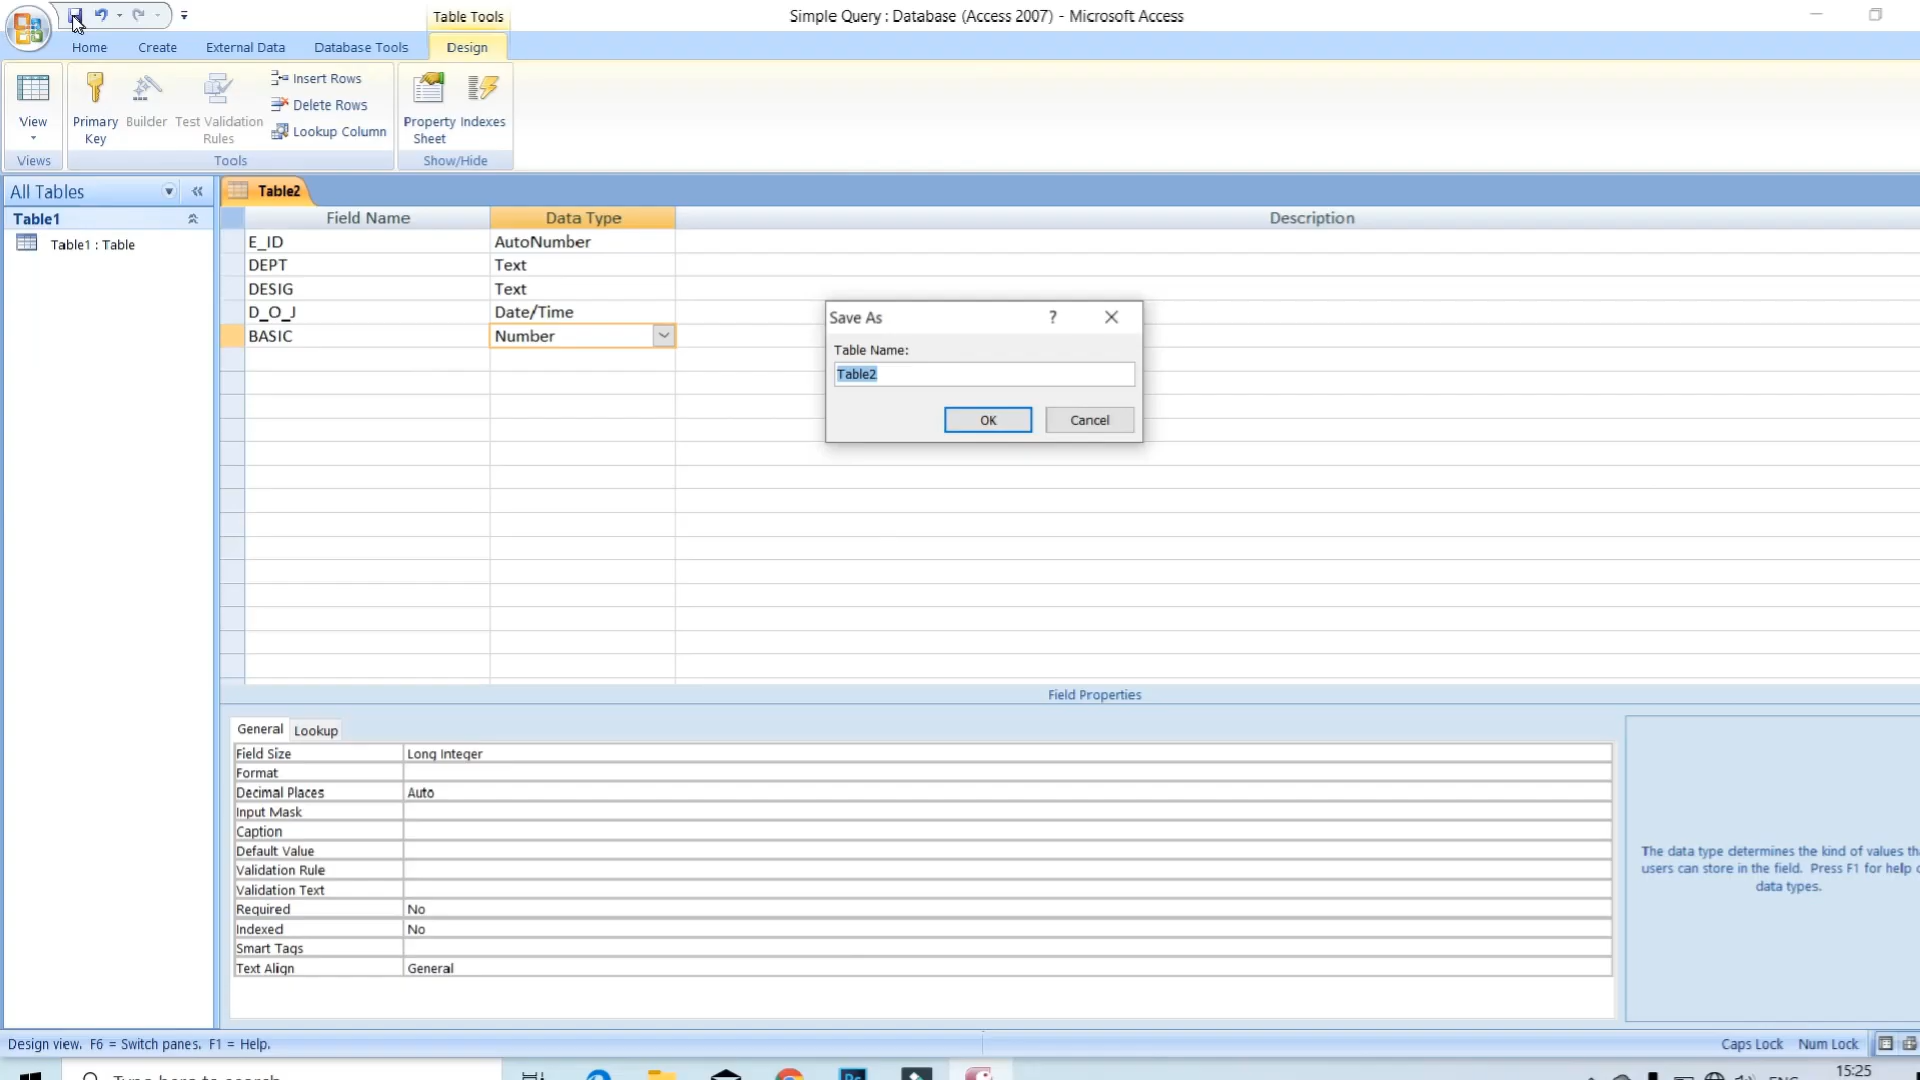 Table Tools
Simple Query : Database (Access 2007) - Microsoft Access
Home Create External Data Database Tools Design
View
Views
Primary Key
Builder
Test Validation Rules
Insert Rows
Delete Rows
Lookup Column
Tools
Property Sheet
Indexes
Show/Hide
All Tables
Table1
Table1 : Table
Table2
Field Name Data Type Description
E_ID AutoNumber
DEPT Text
DESIG Text
D_O_J Date/Time
BASIC Number
Save As ?
Table Name:
Table2
OK Cancel
Field Properties
General Lookup
Field Size Long Integer
Format
Decimal Places Auto
Input Mask
Caption
Default Value
Validation Rule
Validation Text
Required No
Indexed No
Smart Tags
Text Align General
The data type determines the kind of values
users can store in the field. Press F1 for help
data types.
Design view. F6 = Switch panes. F1 = Help.
Caps Lock Num Lock
Type here to search
Ps
ENG
15:25